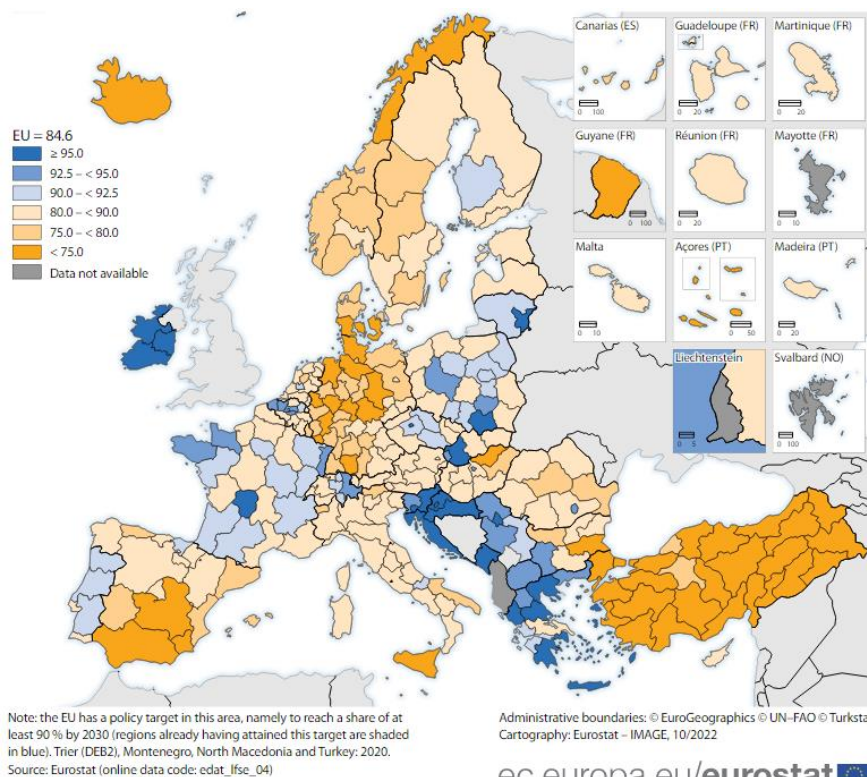 Canarias (ES)
0 100
Guadeloupe (FR)
0 20
Martinique (FR)
0 20
EU = 84.6
≥ 95.0
92.5 – < 95.0
90.0 – < 92.5
80.0 – < 90.0
75.0 – < 80.0
< 75.0
Data not available
Guyane (FR)
0 100
Réunion (FR)
0 20
Mayotte (FR)
0 10
Malta
0 10
Açores (PT)
0 50
Madeira (PT)
0 20
Liechtenstein
0 5
Svalbard (NO)
0 100
Note: the EU has a policy target in this area, namely to reach a share of at
least 90 % by 2030 (regions already having attained this target are shaded
in blue). Trier (DEB2), Montenegro, North Macedonia and Turkey: 2020.
Source: Eurostat (online data code: edat_lfse_04)
Administrative boundaries: © EuroGeographics © UN–FAO © Turksta
Cartography: Eurostat – IMAGE, 10/2022
ec.europa.eu/eurostat